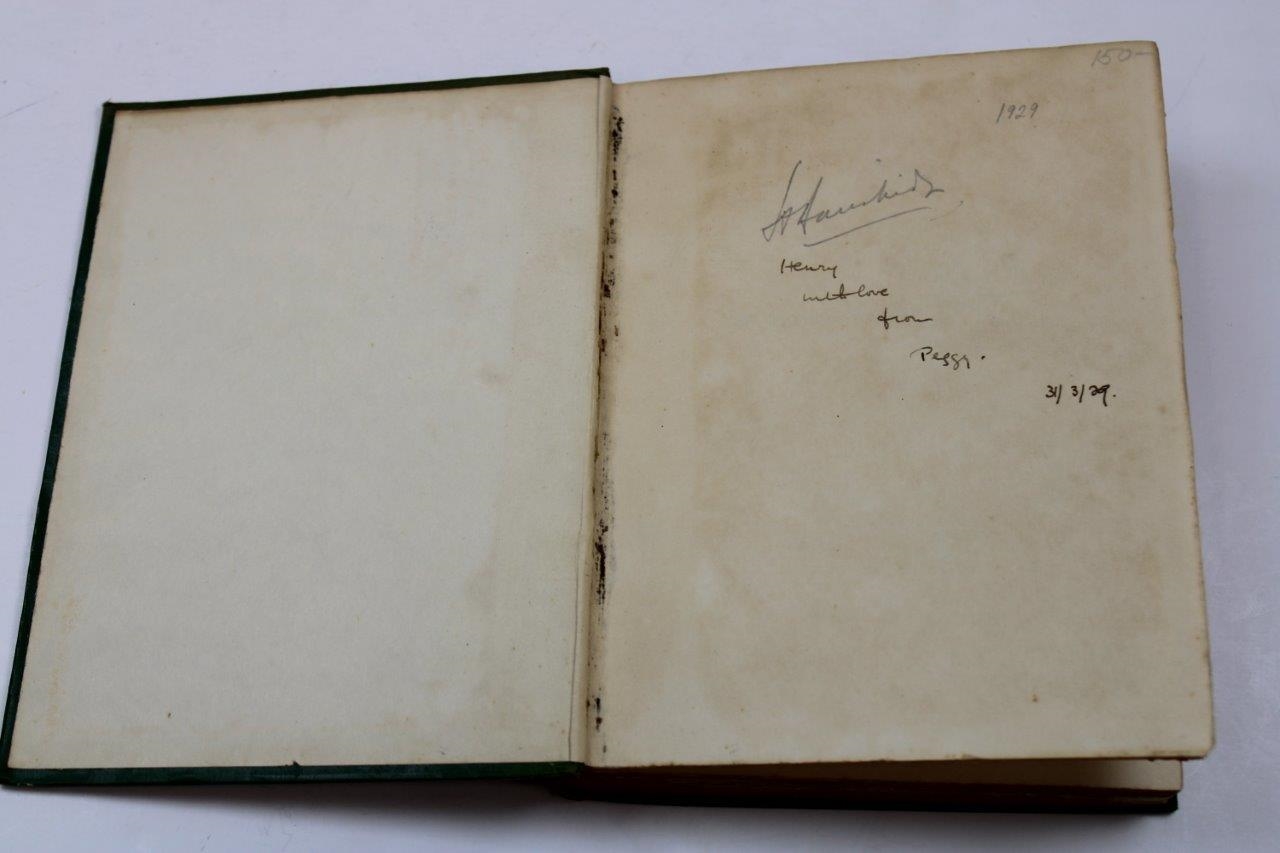 150-
1929
Henry
with love
from
Peggy.
31/3/29.